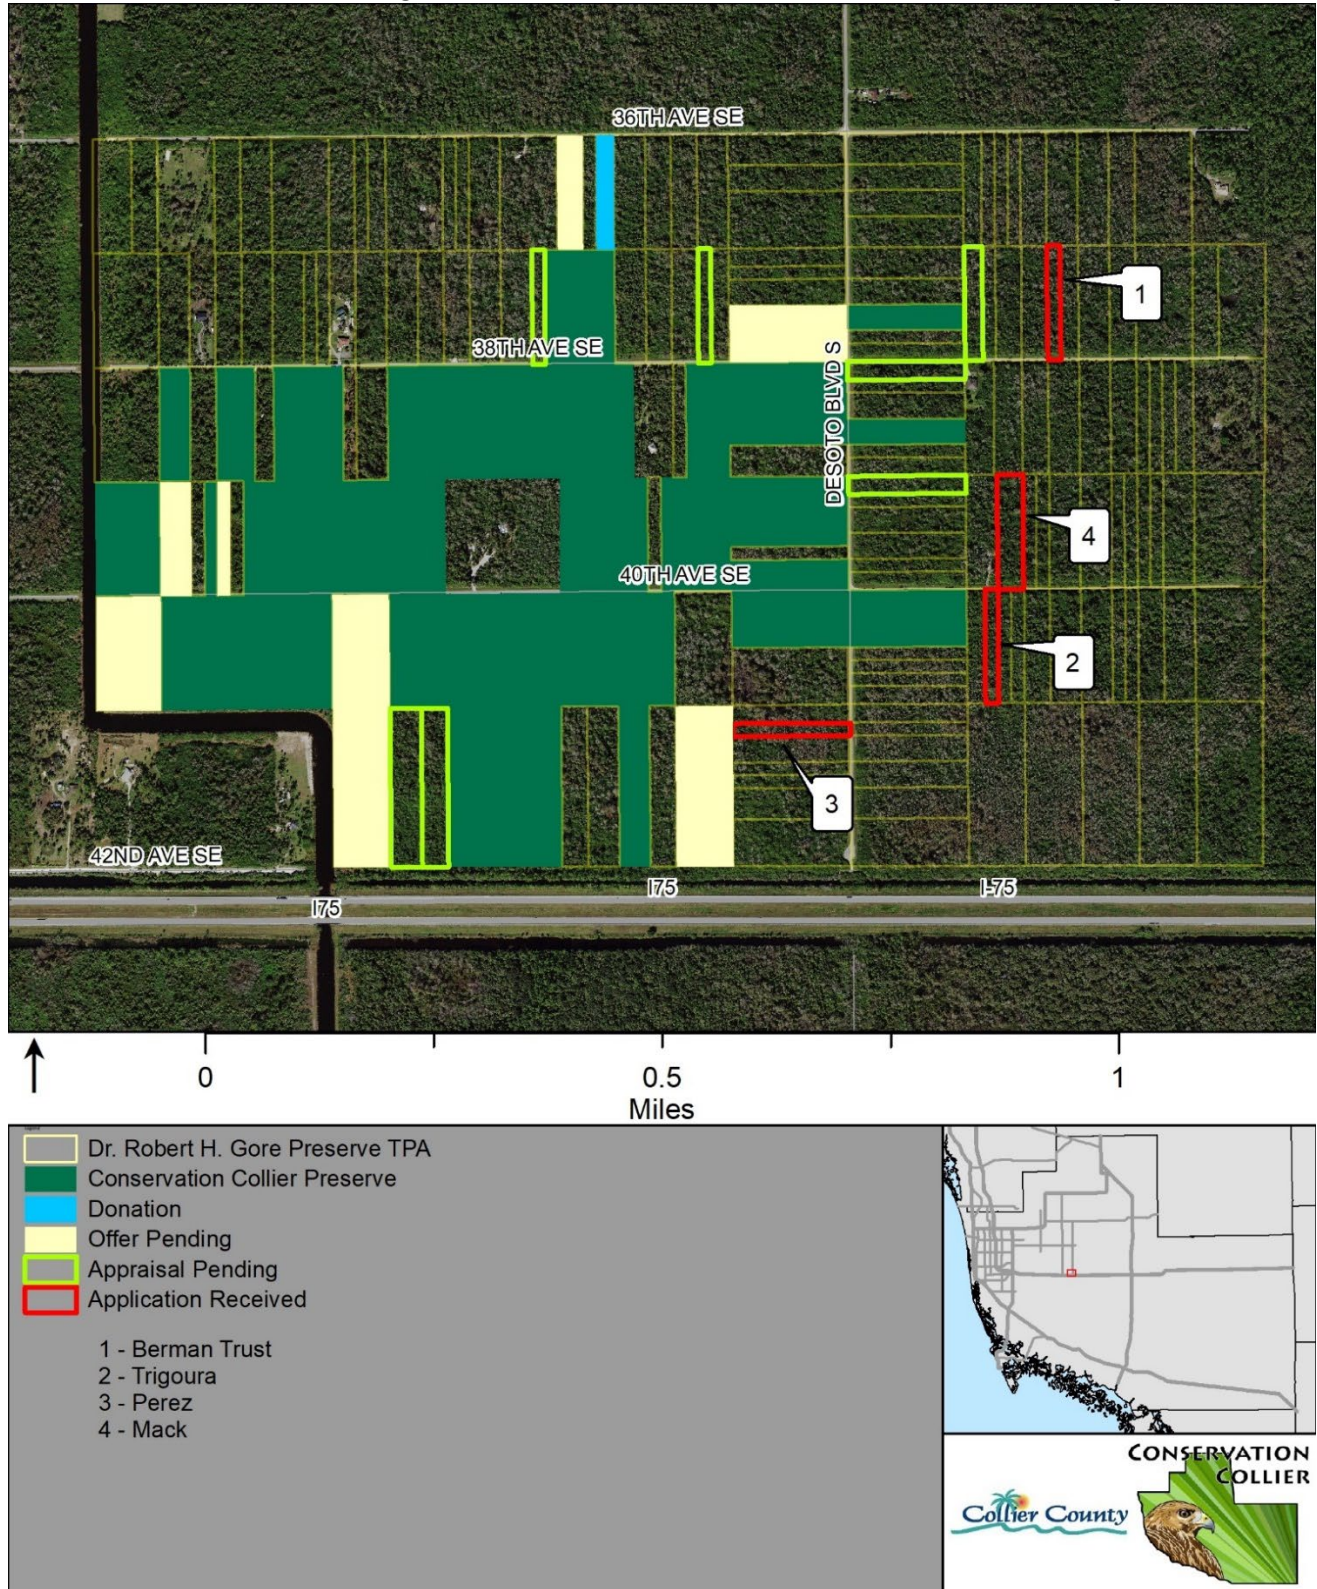 36TH AVE SE
1
38TH AVE SE
DESOTO BLVD S
4
40TH AVE SE
2
3
42ND AVE SE
I75
I75
I-75
0
0.5
1
Miles
Dr. Robert H. Gore Preserve TPA
Conservation Collier Preserve
Donation
Offer Pending
Appraisal Pending
Application Received
1 - Berman Trust
2 - Trigoura
3 - Perez
4 - Mack
CONSERVATION
COLLIER
Collier County